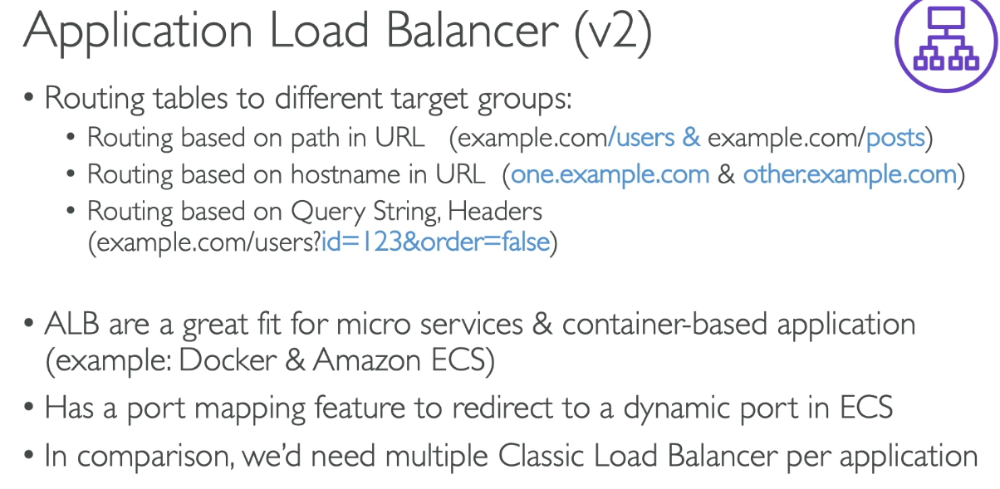 Application Load Balancer (v2)
• Routing tables to different target groups:
• Routing based on path in URL (example.com/users & example.com/posts)
• Routing based on hostname in URL (one.example.com & other.example.com)
• Routing based on Query String, Headers
(example.com/users?id=123&order=false)
• ALB are a great fit for micro services & container-based application
(example: Docker & Amazon ECS)
• Has a port mapping feature to redirect to a dynamic port in ECS
• In comparison, we’d need multiple Classic Load Balancer per application